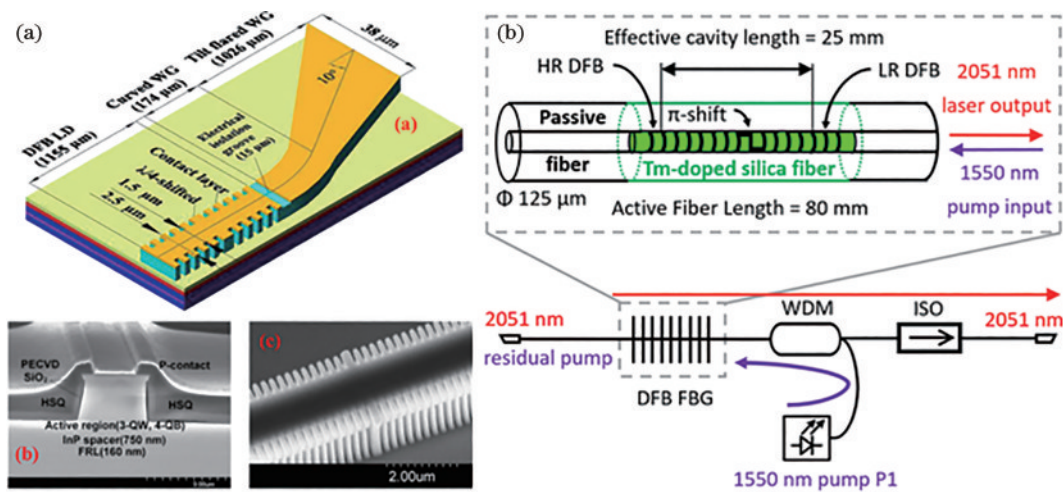 (a)
Tilt flared WG
(1026 μm)
38 μm
Curved WG
(174 μm)
10°
DFB LD
(1155 μm)
Electrical
isolation
groove
(15 μm)
(a)
Contact layer
λ/4-shifted
1.5 μm
2.5 μm
PECVD
SiO₂
P-contact
HSQ
HSQ
Active region(3-QW, 4-QB)
InP spacer(750 nm)
FRL(160 nm)
(b)
(c)
2.00um
(b)
Effective cavity length = 25 mm
HR DFB
LR DFB
2051 nm
laser output
Passive
π-shift
fiber
Tm-doped silica fiber
1550 nm
pump input
Φ 125 μm
Active Fiber Length = 80 mm
2051 nm
WDM
ISO
2051 nm
residual pump
DFB FBG
1550 nm pump P1